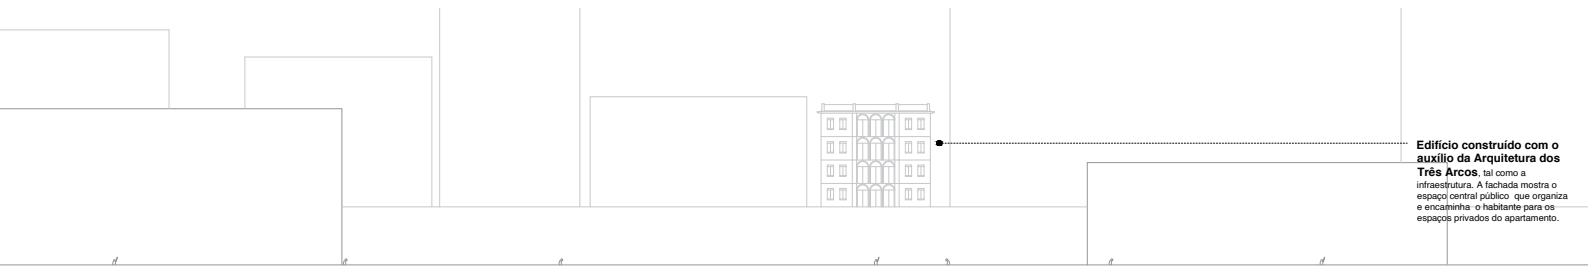 Edifício construído com o
auxílio da Arquitetura dos
Três Arcos, tal como a
infraestrutura. A fachada mostra o
espaço central público que organiza
e encaminha o habitante para os
espaços privados do apartamento.